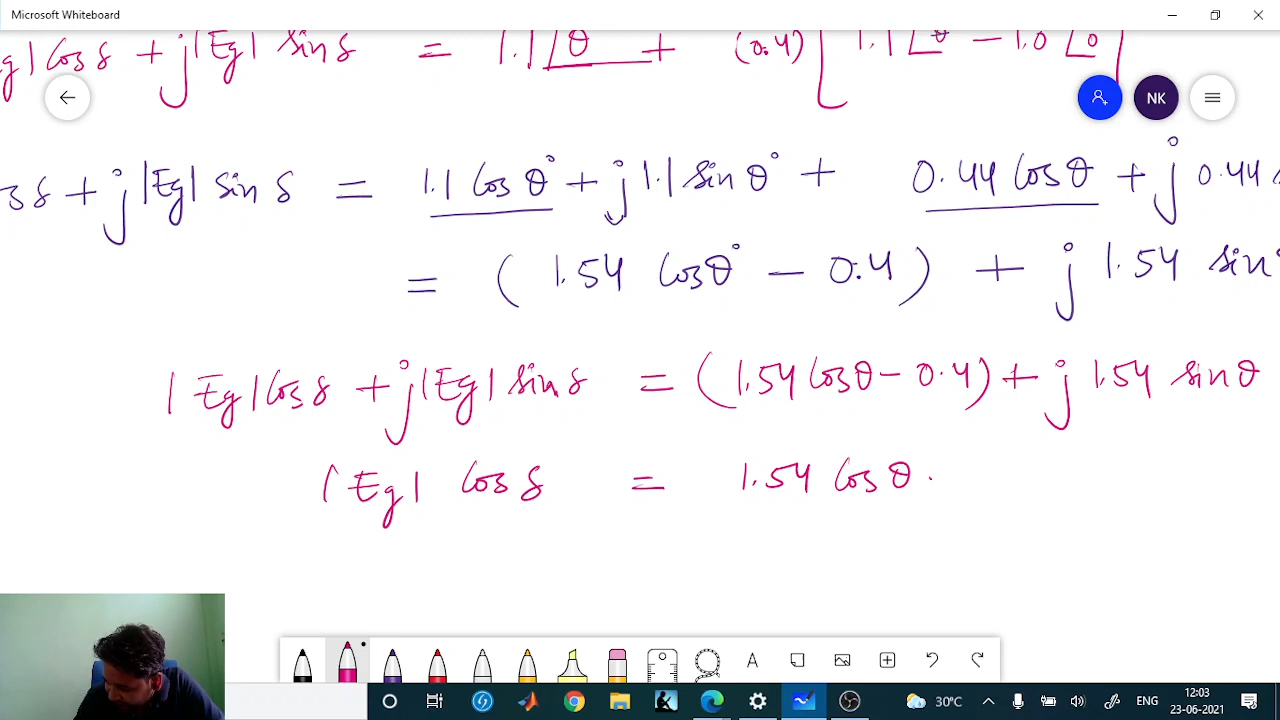 Microsoft Whiteboard
Eg| Cos δ + j|Eg| sin δ = 1.1∠θ + (0.4) [ 1.1∠θ - 1.0∠0 ]
NK
cos δ + j|Eg| sin δ = 1.1 Cos θ° + j 1.1 sin θ° + 0.44 Cos θ + j 0.44 s
= ( 1.54 Cos θ° - 0.4 ) + j 1.54 sin
|Eg| Cos δ + j|Eg| sin δ = (1.54 Cos θ - 0.4) + j 1.54 sin θ
|Eg| Cos δ = 1.54 Cos θ .
A
30°C
ENG
12:03
23-06-2021